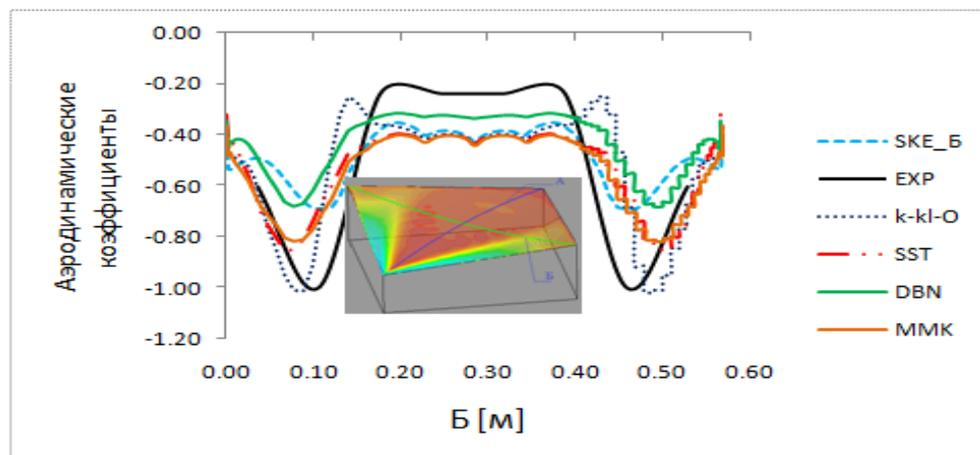 0.00
-0.20
-0.40
-0.60
-0.80
-1.00
-1.20
Аэродинамические
коэффициенты
0.00 0.10 0.20 0.30 0.40 0.50 0.60
Б [м]
А
Б
SKE_Б
EXP
k-kl-O
SST
DBN
MMK